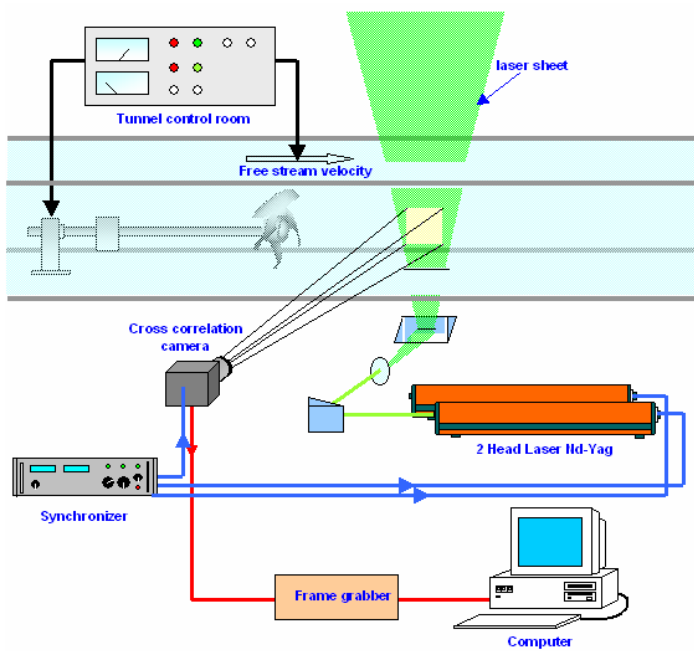 laser sheet
Tunnel control room
Free stream velocity
Cross correlation
camera
2 Head Laser Nd-Yag
Synchronizer
Frame grabber
Computer